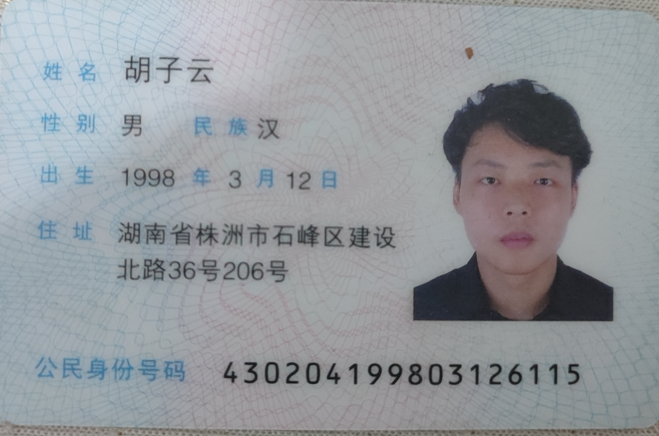 姓名 胡子云
性别 男 民族 汉
出生 1998 年 3 月 12 日
住址 湖南省株洲市石峰区建设
北路36号206号
公民身份号码 430204199803126115